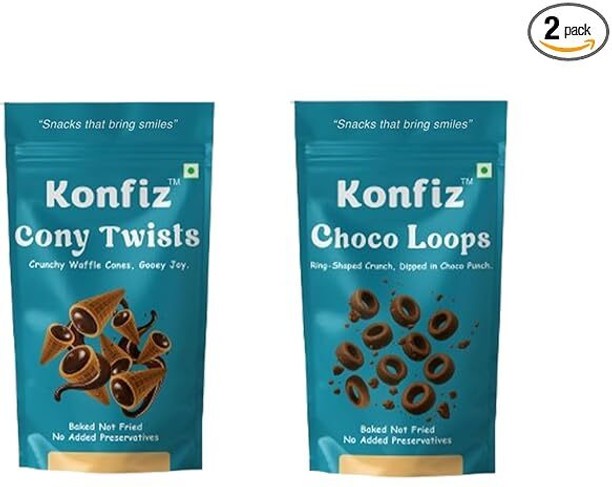 2 pack
"Snacks that bring smiles"
Konfiz™
Cony Twists
Crunchy Waffle Cones, Gooey Joy.
Baked Not Fried
No Added Preservatives
"Snacks that bring smiles"
Konfiz™
Choco Loops
Ring-Shaped Crunch, Dipped in Choco Punch.
Baked Not Fried
No Added Preservatives